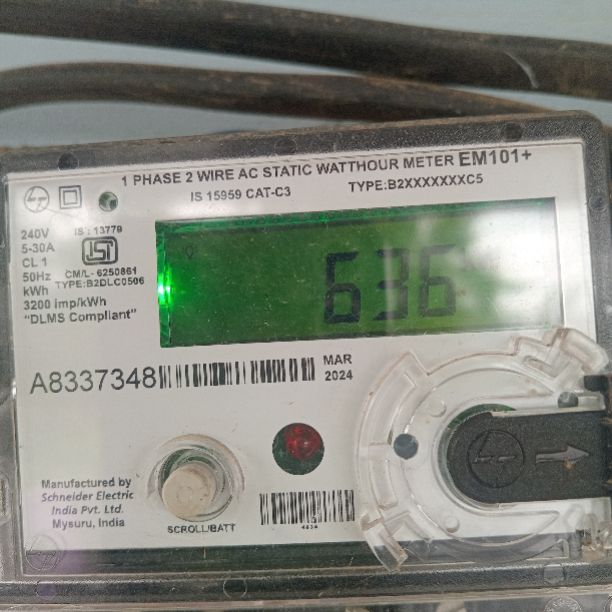 1 PHASE 2 WIRE AC STATIC WATTHOUR METER EM101+
IS 15959 CAT-C3 TYPE:B2XXXXXXXC5
240V IS : 13779
5-30A
CL 1 ISI
50Hz CM/L - 6250861
kWh TYPE:B2DLC0506
3200 imp/kWh
"DLMS Compliant"
636
A8337348 MAR
2024
Manufactured by
Schneider Electric
India Pvt. Ltd.
Mysuru, India
SCROLL/BATT